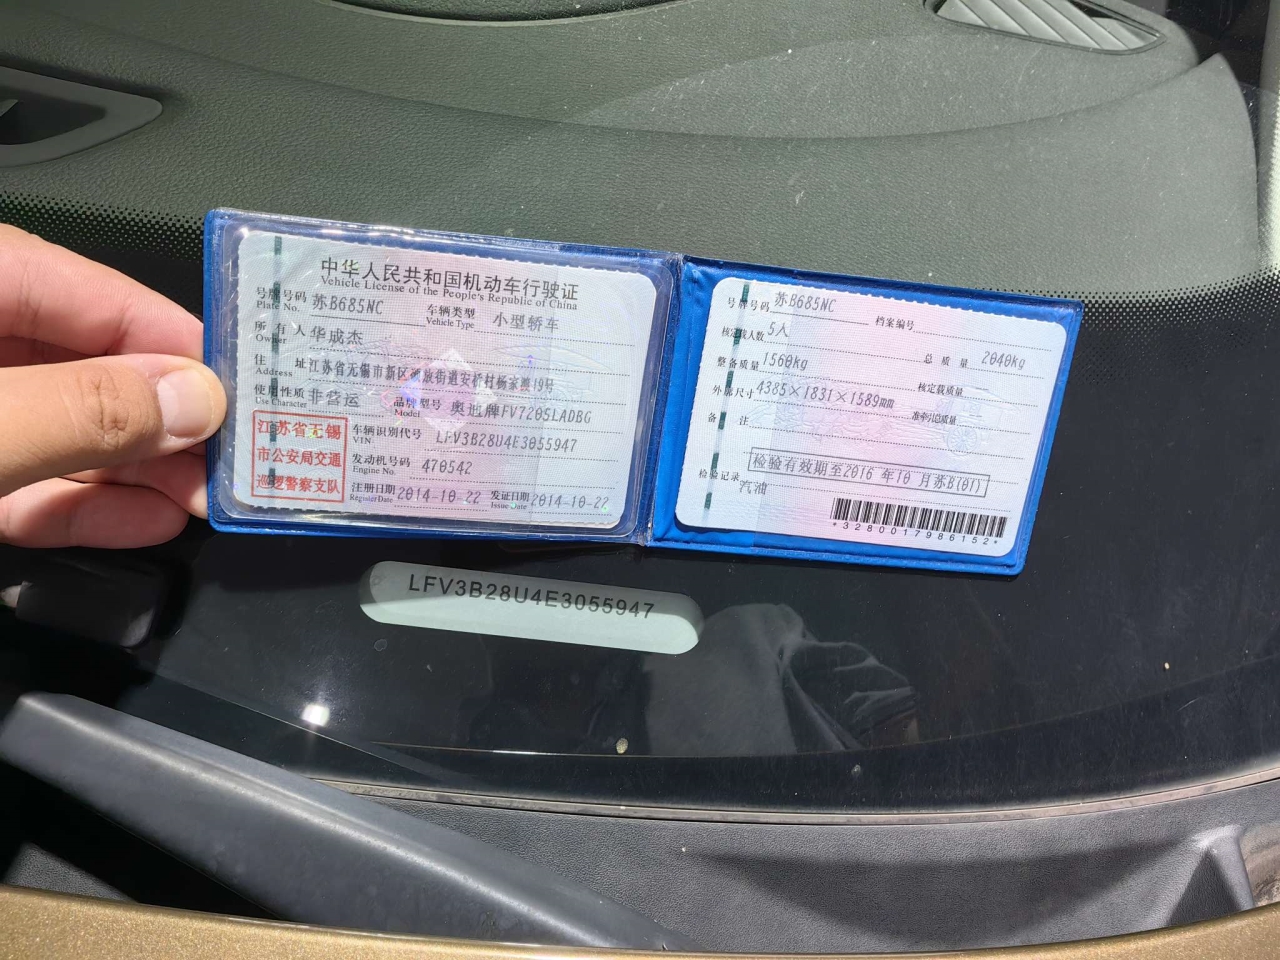 中华人民共和国机动车行驶证
Vehicle License of the People's Republic of China
号牌号码 苏B685NC 车辆类型 小型轿车
Plate No. Vehicle Type
所有人 华成杰
Owner
住址 江苏省无锡市新区 街道安桥村杨家 19号
Address
使用性质 非营运 品牌型号 奥迪牌FV7205LADBG
Use Character Model
江苏省无锡
市公安局交通
巡逻警察支队
车辆识别代号 LFV3B28U4E3055947
VIN
发动机号码 470542
Engine No.
注册日期 2014-10-22 发证日期 2014-10-22
Register Date Issue Date
号牌号码 苏B685NC 档案编号
核定载人数 5人 总质量 2040kg
整备质量 1560kg 核定载质量
外廓尺寸 4385×1831×1589mm 准牵引总质量
备注
检验有效期至2016年10月苏B(01)
检验记录
汽油
*3280017986152*
LFV3B28U4E3055947